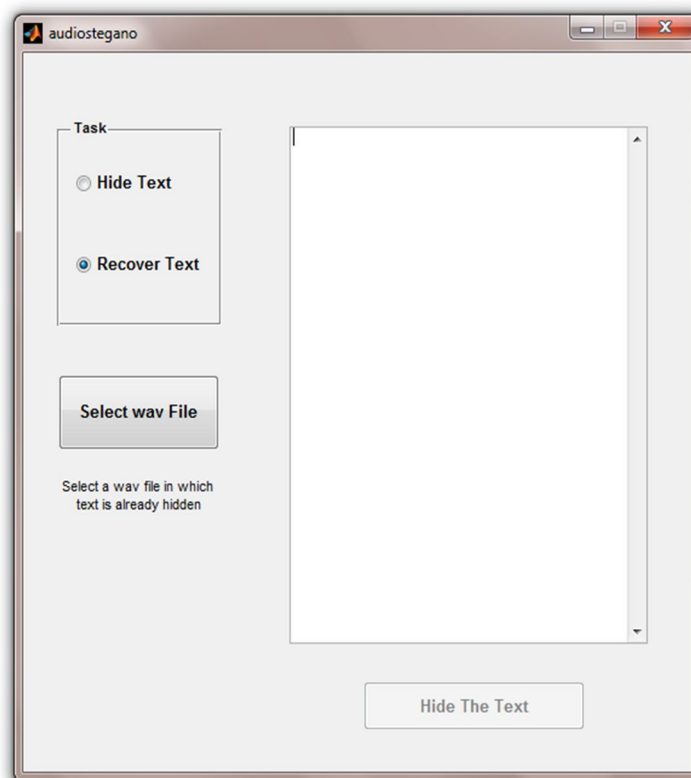 audiostegano
Task
Hide Text
Recover Text
Select wav File
Select a wav file in which
text is already hidden
Hide The Text